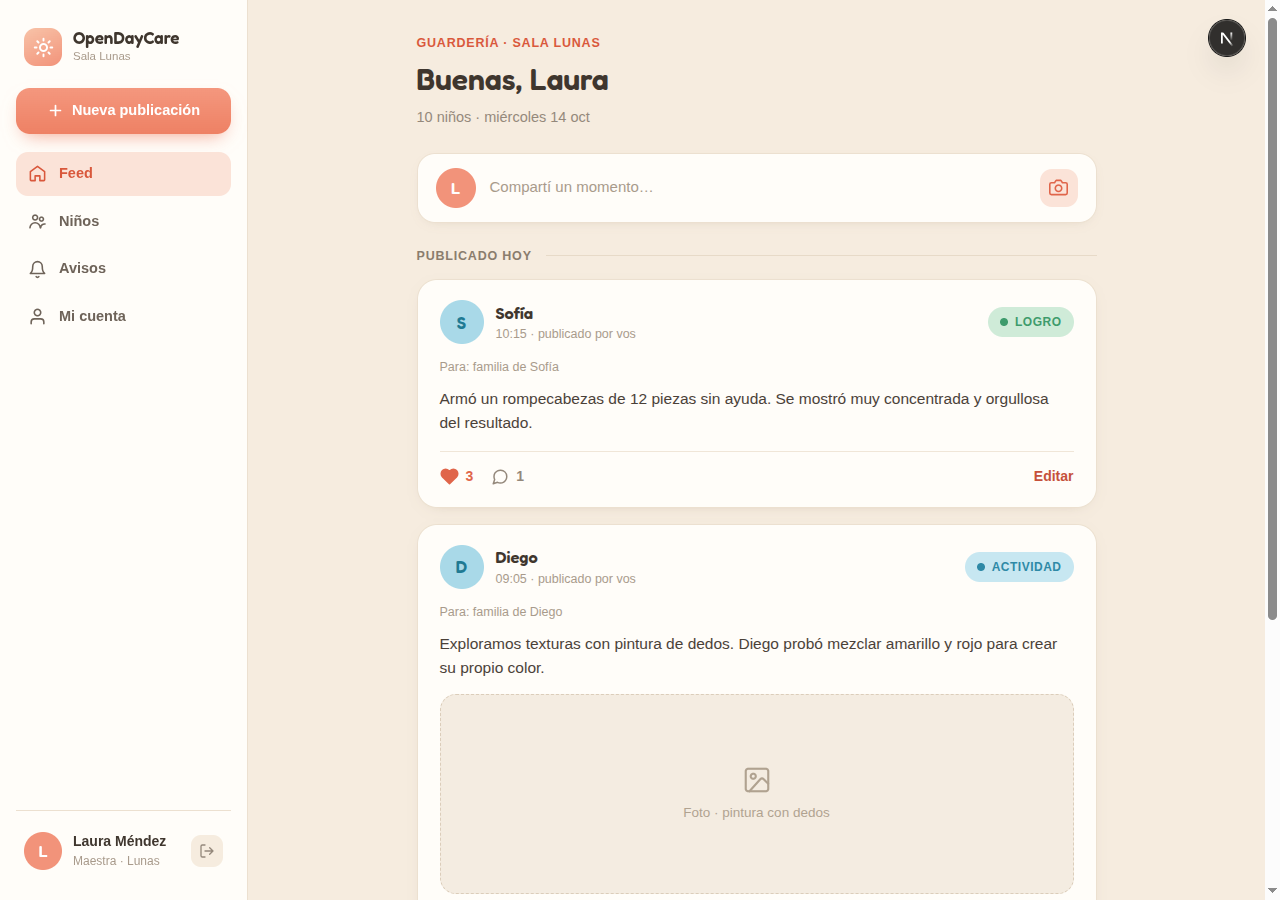 OpenDayCare
Sala Lunas
Nueva publicación
Feed
Niños
Avisos
Mi cuenta
Laura Méndez
Maestra · Lunas
GUARDERÍA · SALA LUNAS
Buenas, Laura
10 niños · miércoles 14 oct
Compartí un momento…
PUBLICADO HOY
Sofía
10:15 · publicado por vos
LOGRO
Para: familia de Sofía
Armó un rompecabezas de 12 piezas sin ayuda. Se mostró muy concentrada y orgullosa
del resultado.
3
1
Editar
Diego
09:05 · publicado por vos
ACTIVIDAD
Para: familia de Diego
Exploramos texturas con pintura de dedos. Diego probó mezclar amarillo y rojo para crear
su propio color.
Foto · pintura con dedos
L
L
S
D
N